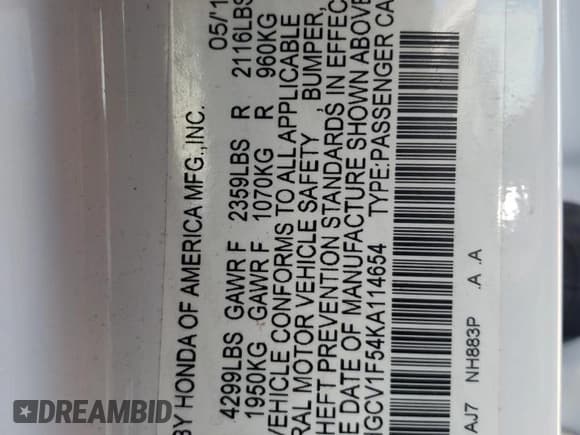 BY HONDA OF AMERICA MFG.,INC. 05/1
4299LBS GAWR F 2359LBS R 2116LBS
1950KG GAWR F 1070KG R 960KG
VEHICLE CONFORMS TO ALL APPLICABLE
RAL MOTOR VEHICLE SAFETY , BUMPER,
HEFT PREVENTION STANDARDS IN EFFEC
E DATE OF MANUFACTURE SHOWN ABOVE
HGCV1F54KA114654 TYPE:PASSENGER CA
AJ7 NH883P .A .A
DREAMBID